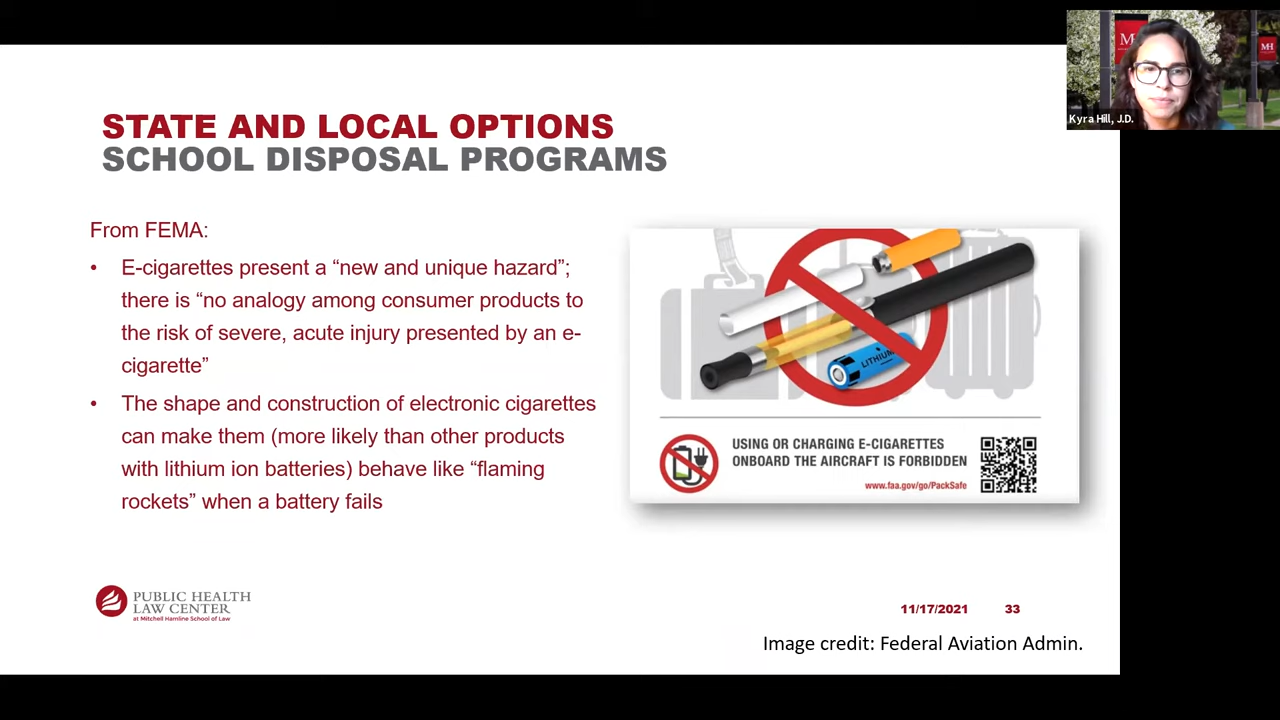 MH
MH
Kyra Hill, J.D.
STATE AND LOCAL OPTIONS
SCHOOL DISPOSAL PROGRAMS
From FEMA:
• E-cigarettes present a “new and unique hazard”;
there is “no analogy among consumer products to
the risk of severe, acute injury presented by an e-
cigarette”
• The shape and construction of electronic cigarettes
can make them (more likely than other products
with lithium ion batteries) behave like “flaming
rockets” when a battery fails
LITHIUM
USING OR CHARGING E-CIGARETTES
ONBOARD THE AIRCRAFT IS FORBIDDEN
www.faa.gov/go/PackSafe
PUBLIC HEALTH
LAW CENTER
at Mitchell Hamline School of Law
11/17/2021 33
Image credit: Federal Aviation Admin.